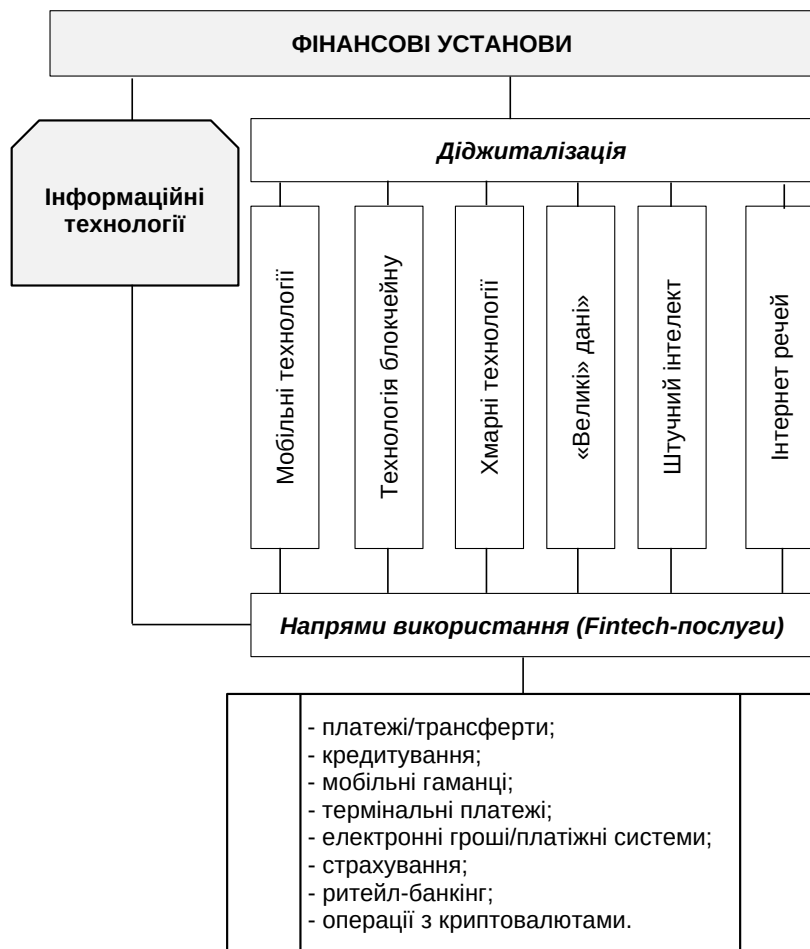 ФІНАНСОВІ УСТАНОВИ
Діджиталізація
Інформаційні
технології
Мобільні технології
Технологія блокчейну
Хмарні технології
«Великі» дані»
Штучний інтелект
Інтернет речей
Напрями використання (Fintech-послуги)
- платежі/трансферти;
- кредитування;
- мобільні гаманці;
- термінальні платежі;
- електронні гроші/платіжні системи;
- страхування;
- ритейл-банкінг;
- операції з криптовалютами.